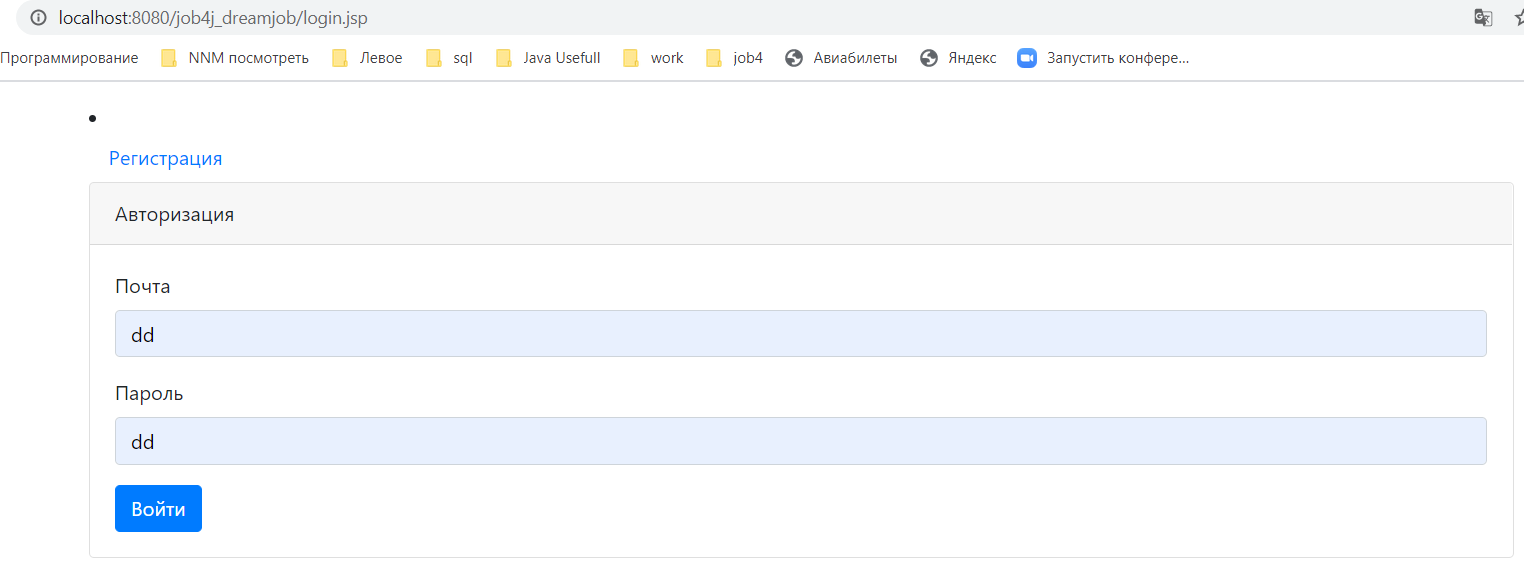 localhost:8080/job4j_dreamjob/login.jsp
Программирование NNM посмотреть Левое sql Java Usefull work job4 Авиабилеты Яндекс Запустить конфере...
Регистрация
Авторизация
Почта
dd
Пароль
dd
Войти